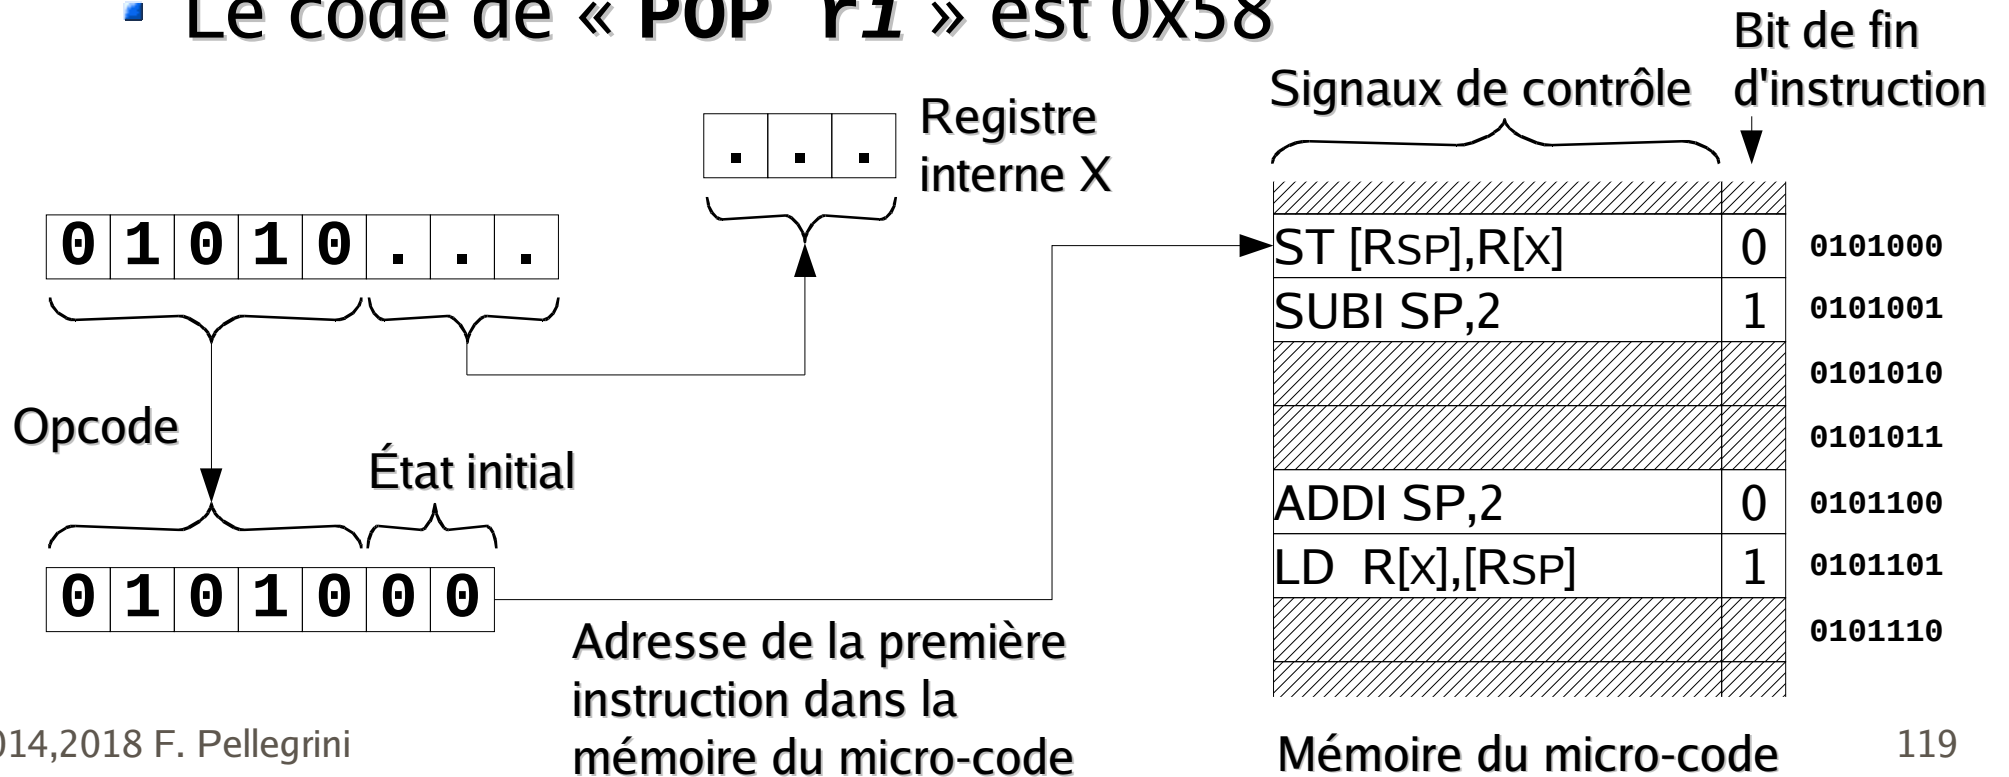 Le code de « POP ri » est 0x58
Bit de fin
d'instruction
Signaux de contrôle
Registre
interne X
. . .
0 1 0 1 0 . . .
Opcode
État initial
0 1 0 1 0 0 0
Adresse de la première
instruction dans la
mémoire du micro-code
ST [RSP],R[X] 0 0101000
SUBI SP,2 1 0101001
0101010
0101011
ADDI SP,2 0 0101100
LD R[X],[RSP] 1 0101101
0101110
Mémoire du micro-code
014,2018 F. Pellegrini
119